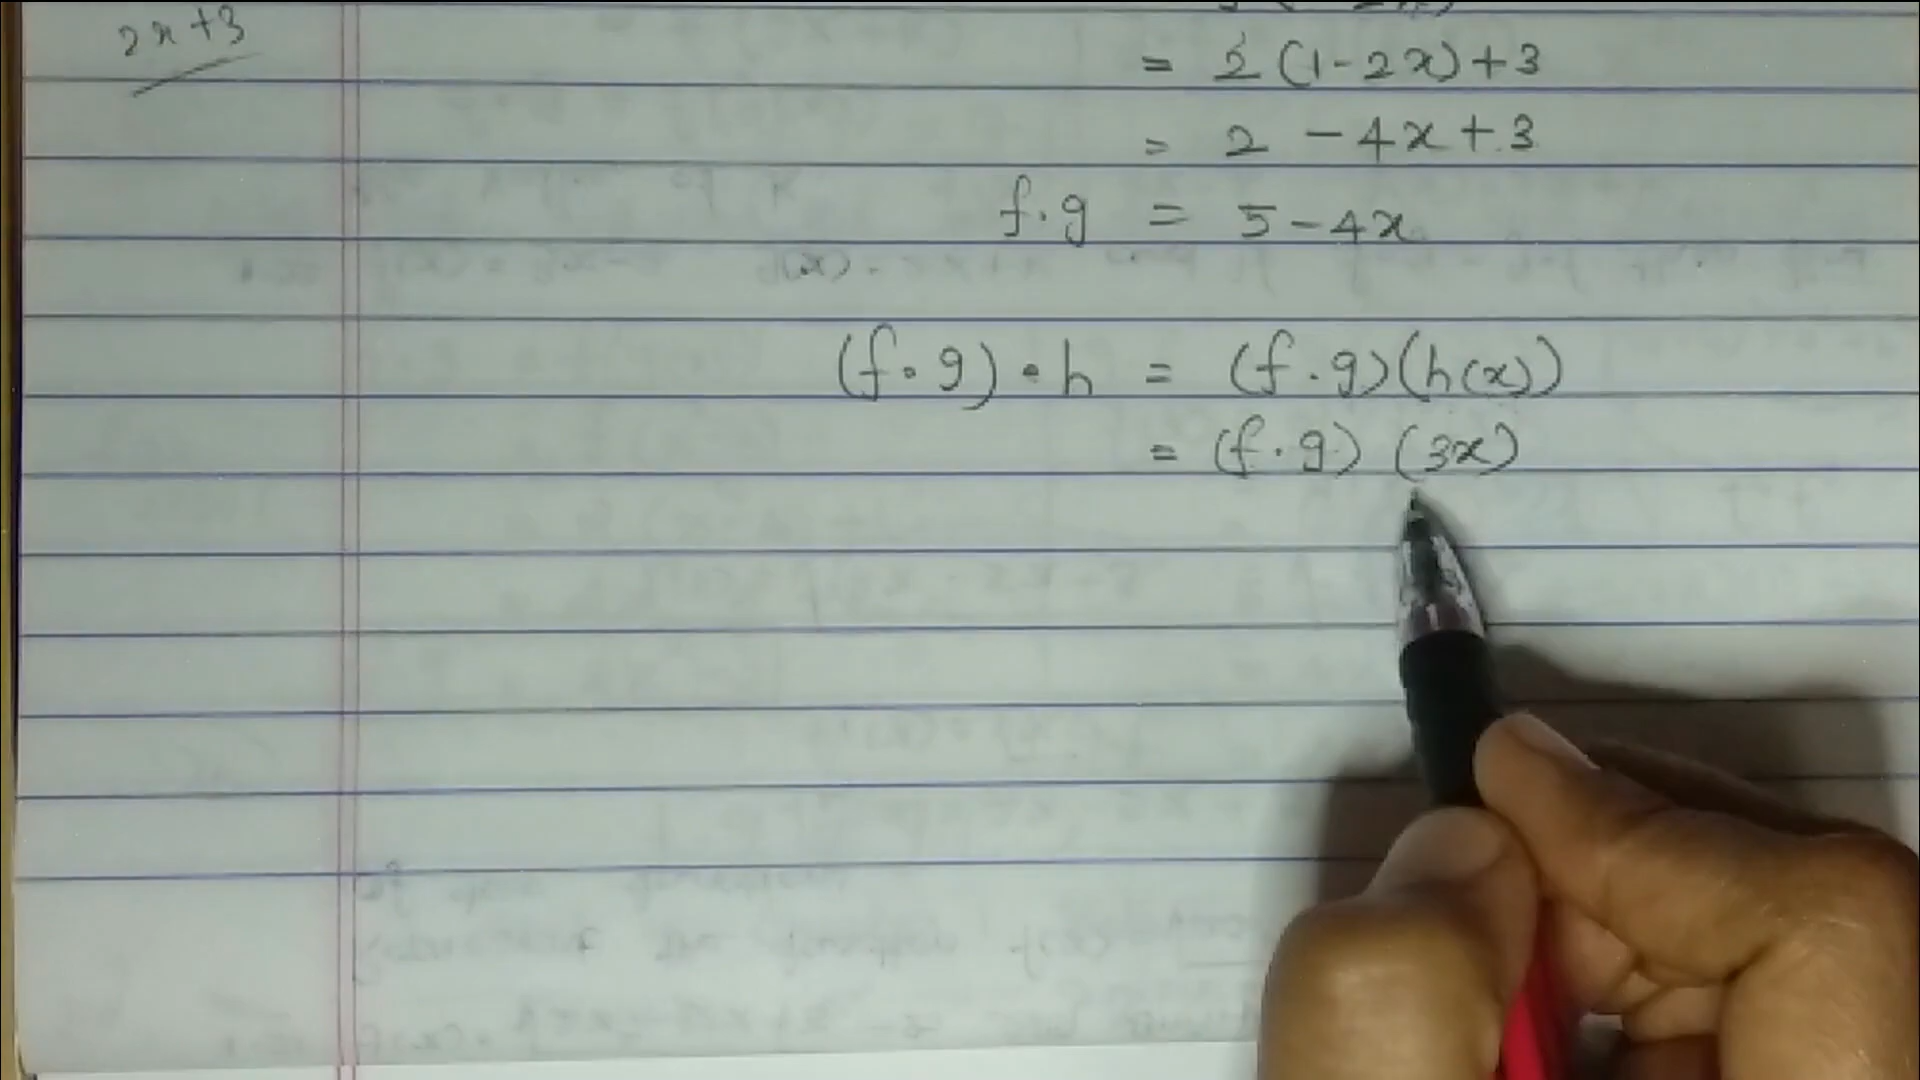 2x+3
= 2(1-2x)+3
= 2 -4x+3
f.g = 5-4x
(f∘g)∘h = (f.g)(h(x))
= (f.g) (3x)